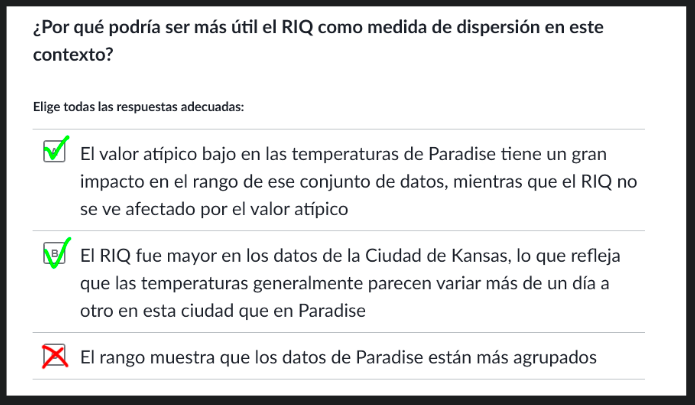 ¿Por qué podría ser más útil el RIQ como medida de dispersión en este
contexto?
Elige todas las respuestas adecuadas:
El valor atípico bajo en las temperaturas de Paradise tiene un gran
impacto en el rango de ese conjunto de datos, mientras que el RIQ no
se ve afectado por el valor atípico
B El RIQ fue mayor en los datos de la Ciudad de Kansas, lo que refleja
que las temperaturas generalmente parecen variar más de un día a
otro en esta ciudad que en Paradise
El rango muestra que los datos de Paradise están más agrupados